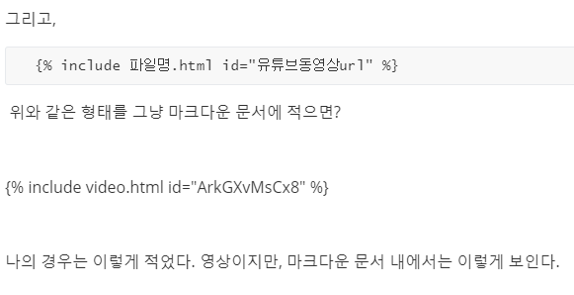 그리고,
{% include 파일명.html id="유튜브동영상url" %}
위와 같은 형태를 그냥 마크다운 문서에 적으면?
{% include video.html id="ArkGXvMsCx8" %}
나의 경우는 이렇게 적었다. 영상이지만, 마크다운 문서 내에서는 이렇게 보인다.